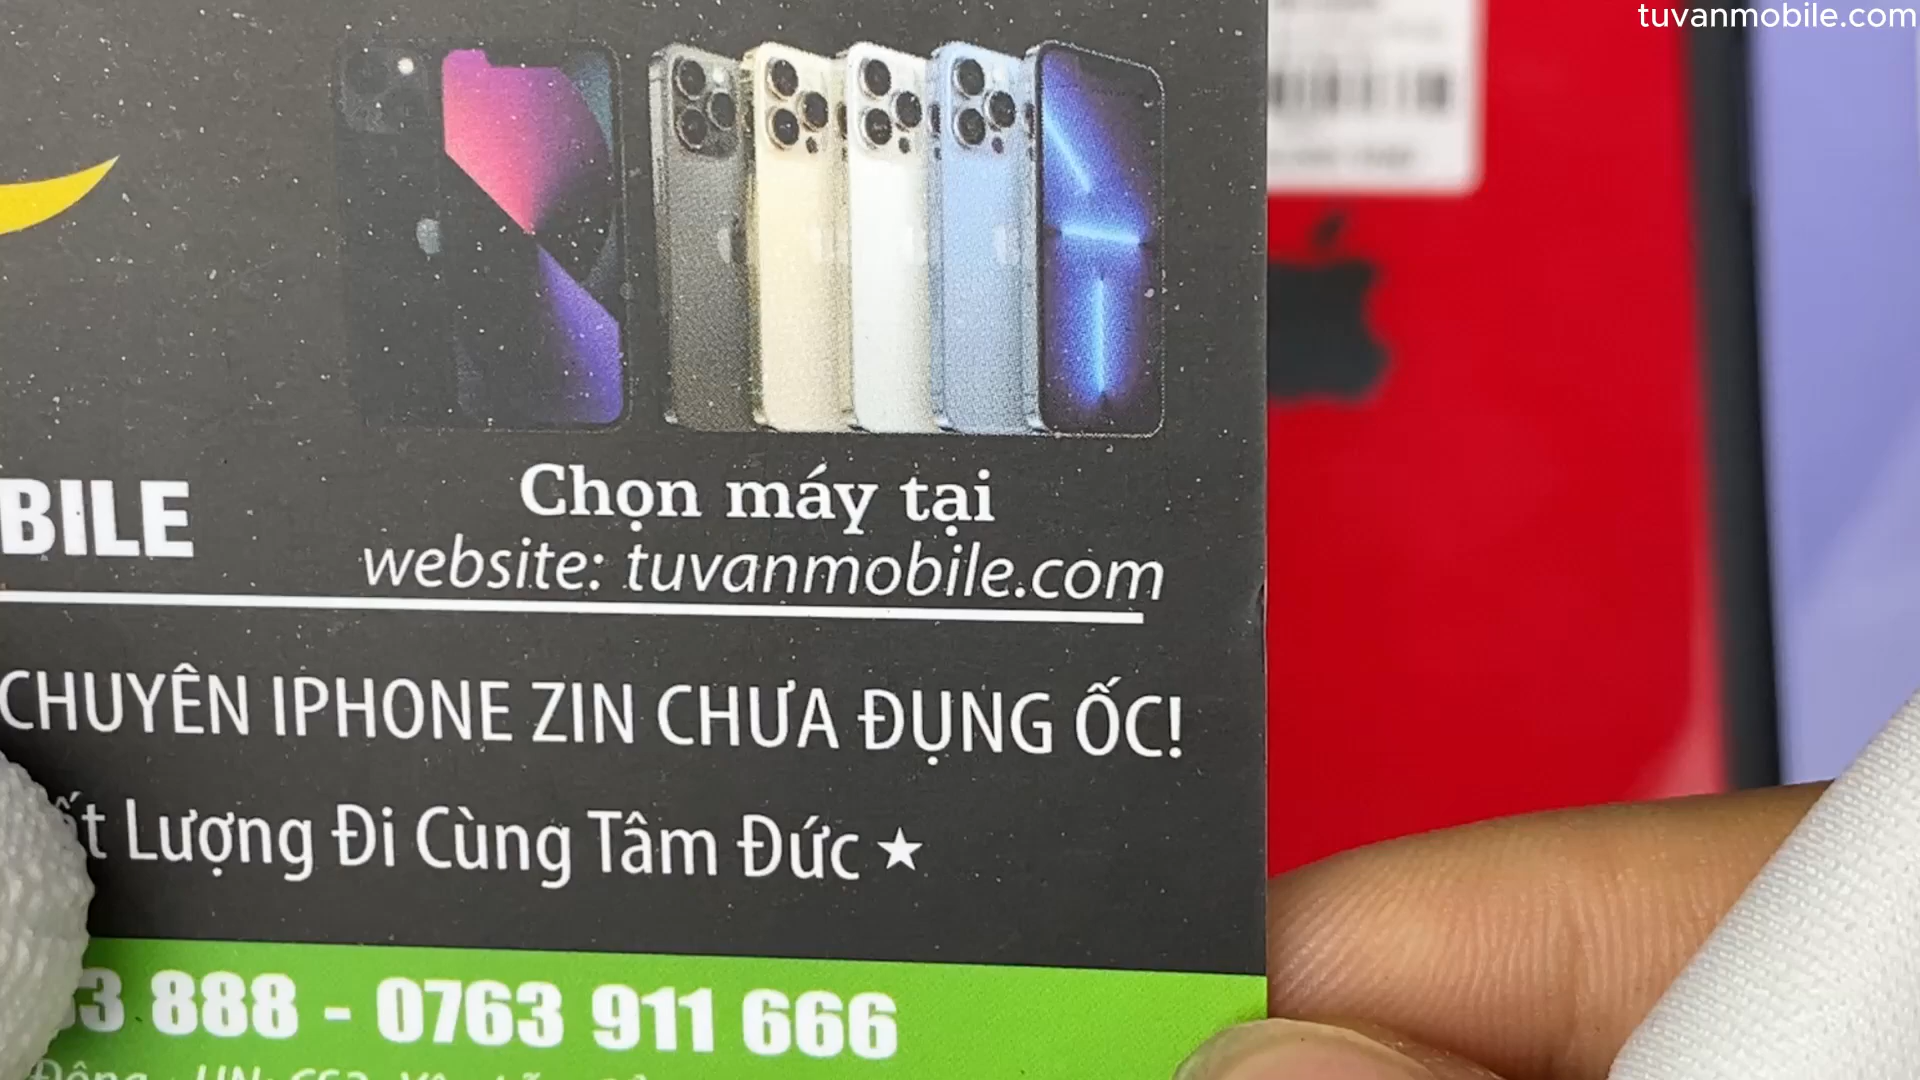 tuvanmobile.com
BILE
Chọn máy tại
website: tuvanmobile.com
CHUYÊN IPHONE ZIN CHƯA ĐỤNG ỐC!
Lượng Đi Cùng Tâm Đức ★
3 888 - 0763 911 666